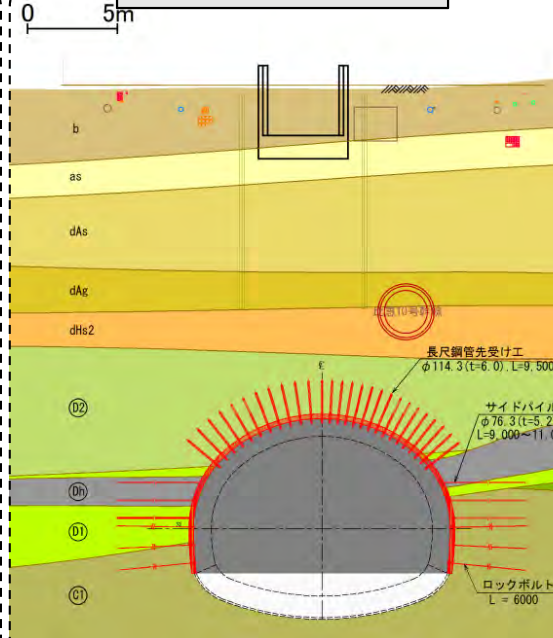 0 5m
b
as
dAs
dAg
dHs2
長尺鋼管先受け工
φ114.3(t=6.0),L=9,500
℄
D2
サイドパイル
φ76.3(t=5.2
L=9,000～11,0
Dh
D1
C1
ロックボルト
L = 6000